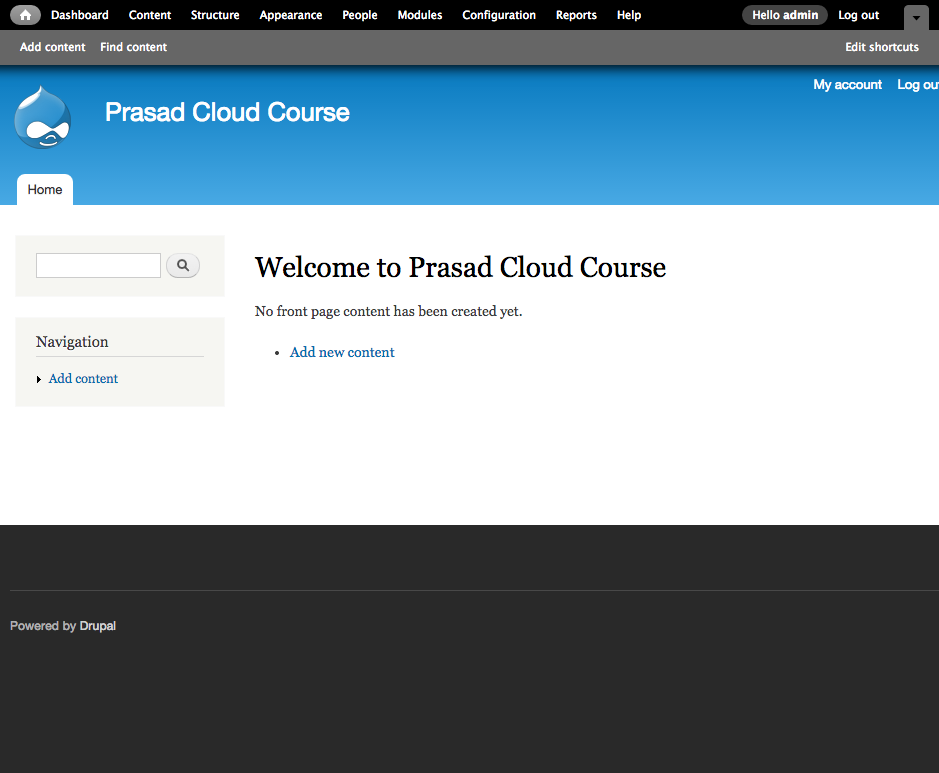 Dashboard Content Structure Appearance People Modules Configuration Reports Help Hello admin Log out
Add content Find content Edit shortcuts
My account Log ou
Prasad Cloud Course
Home
Welcome to Prasad Cloud Course
No front page content has been created yet.
Navigation
Add new content
Add content
Powered by Drupal